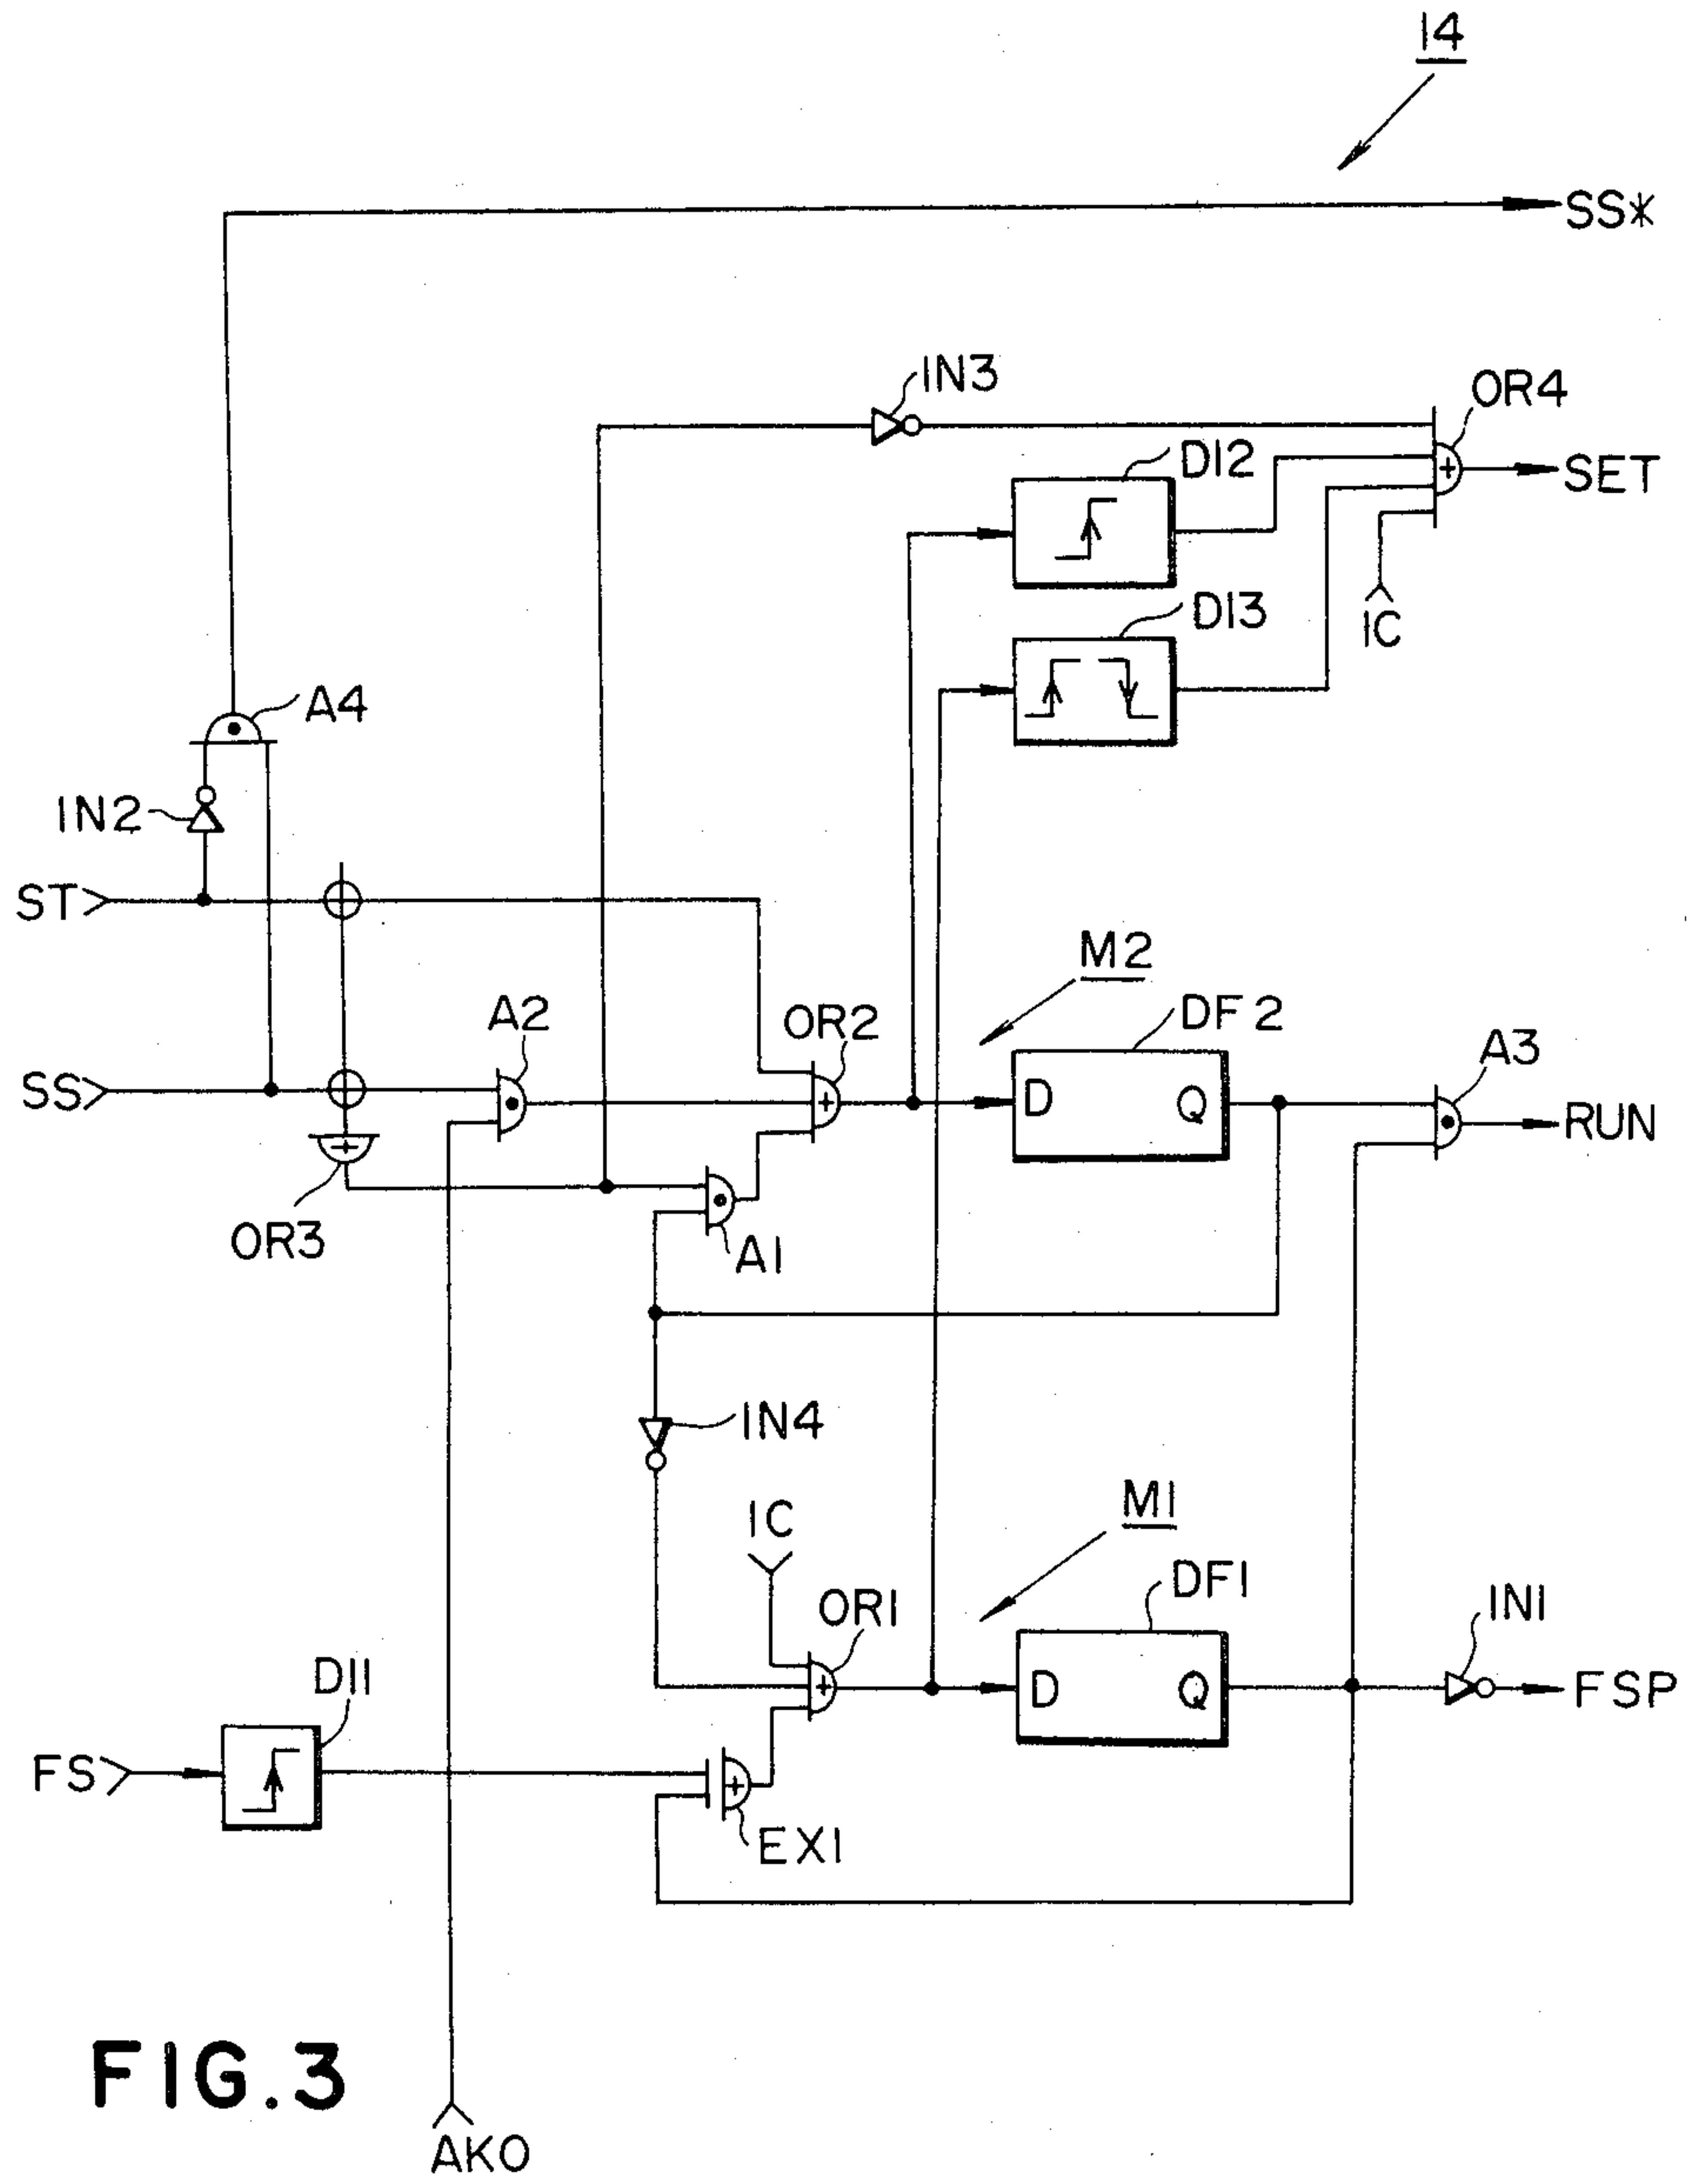 14
SS*
IN3
OR4
DI2
SET
DI3
IC
A4
IN2
ST
M2
A2
OR2
DF2
A3
SS
D
Q
RUN
OR3
A1
IN4
M1
IC
DF1
OR1
IN1
DI1
D
Q
FSP
FS
EX1
FIG.3
AKO